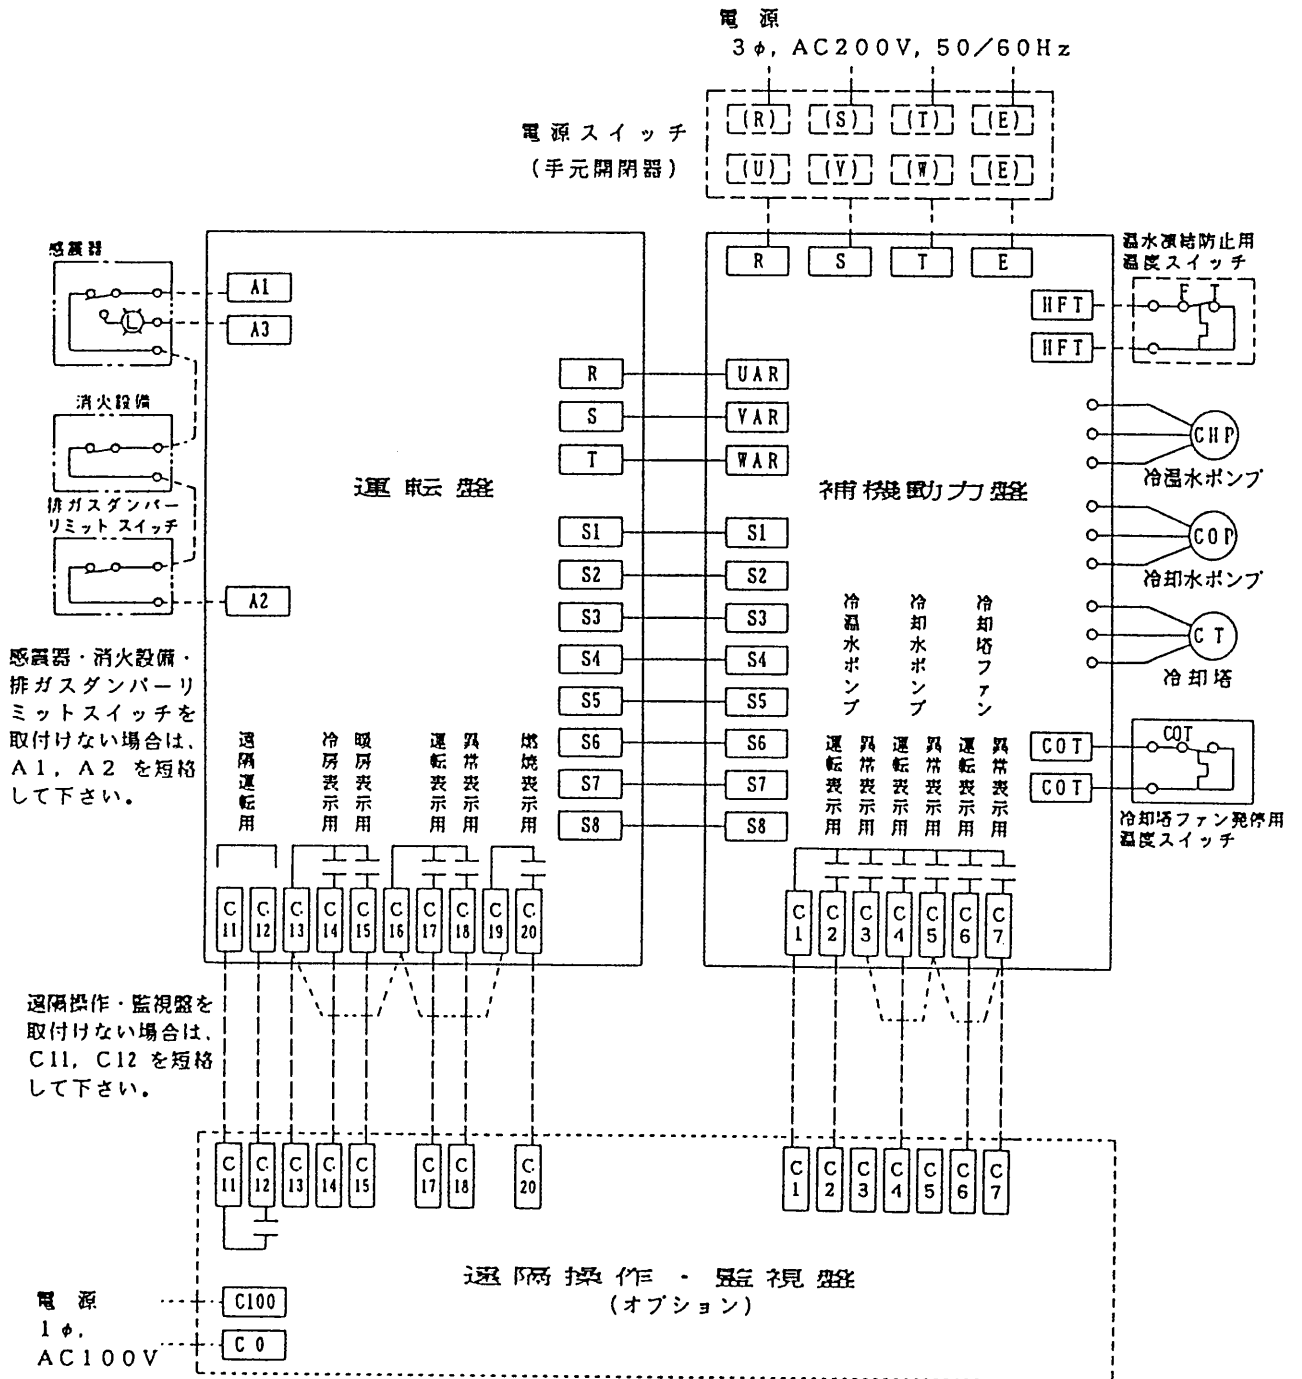 電 源
3φ, AC200V, 50/60Hz
電源スイッチ
(手元開閉器)
(R) (S) (T) (E)
(U) (V) (W) (E)
感震器
A1
A3
消火設備
排ガスダンパー
リミット スイッチ
A2
感震器・消火設備・
排ガスダンパーリ
ミットスイッチを
取付けない場合は、
A1, A2 を短格
して下さい。
運転盤
R
S
T
S1
S2
S3
S4
S5
S6
S7
S8
遠隔運転用
冷房表示用
暖房表示用
運転表示用
異常表示用
燃焼表示用
C11 C12 C13 C14 C15 C16 C17 C18 C19 C20
R S T E
HFT
HFT
温水凍結防止用
温度スイッチ
F T
UAR
VAR
WAR
補機動力盤
S1
S2
S3
S4
S5
S6
S7
S8
CHP
冷温水ポンプ
COP
冷却水ポンプ
CT
冷却塔
COT
COT
COT
冷却塔ファン発停用
温度スイッチ
冷温水ポンプ
冷却水ポンプ
冷却塔ファン
運転表示用
異常表示用
運転表示用
異常表示用
運転表示用
異常表示用
C1 C2 C3 C4 C5 C6 C7
遠隔操作・監視盤を
取付けない場合は、
C11, C12 を短格
して下さい。
C11 C12 C13 C14 C15 C17 C18 C20
C1 C2 C3 C4 C5 C6 C7
遠隔操作・監視盤
(オプション)
電 源
1φ,
AC100V
C100
C0
L